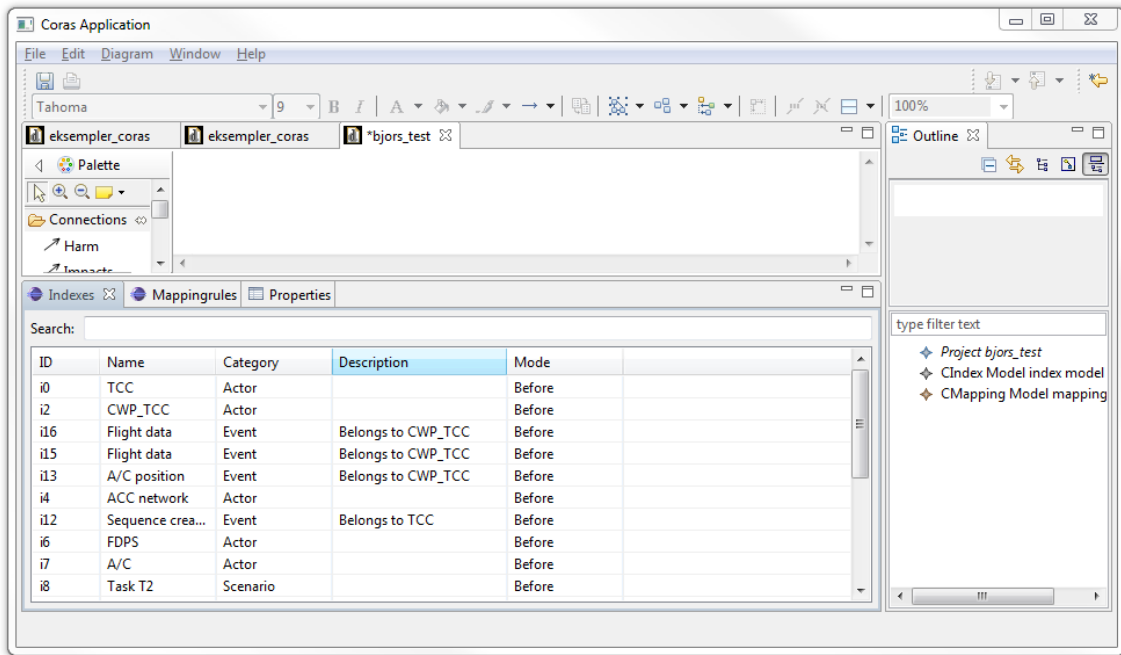 Coras Application
File Edit Diagram Window Help
Tahoma 9 B I A 100%
eksempler_coras eksempler_coras *bjors_test Outline
Palette
Connections
Harm
Impacts
Indexes Mappingrules Properties
Search:
type filter text
Project bjors_test
CIndex Model index model
CMapping Model mapping
ID Name Category Description Mode
i0 TCC Actor Before
i2 CWP_TCC Actor Before
i16 Flight data Event Belongs to CWP_TCC Before
i15 Flight data Event Belongs to CWP_TCC Before
i13 A/C position Event Belongs to CWP_TCC Before
i4 ACC network Actor Before
i12 Sequence crea... Event Belongs to TCC Before
i6 FDPS Actor Before
i7 A/C Actor Before
i8 Task T2 Scenario Before